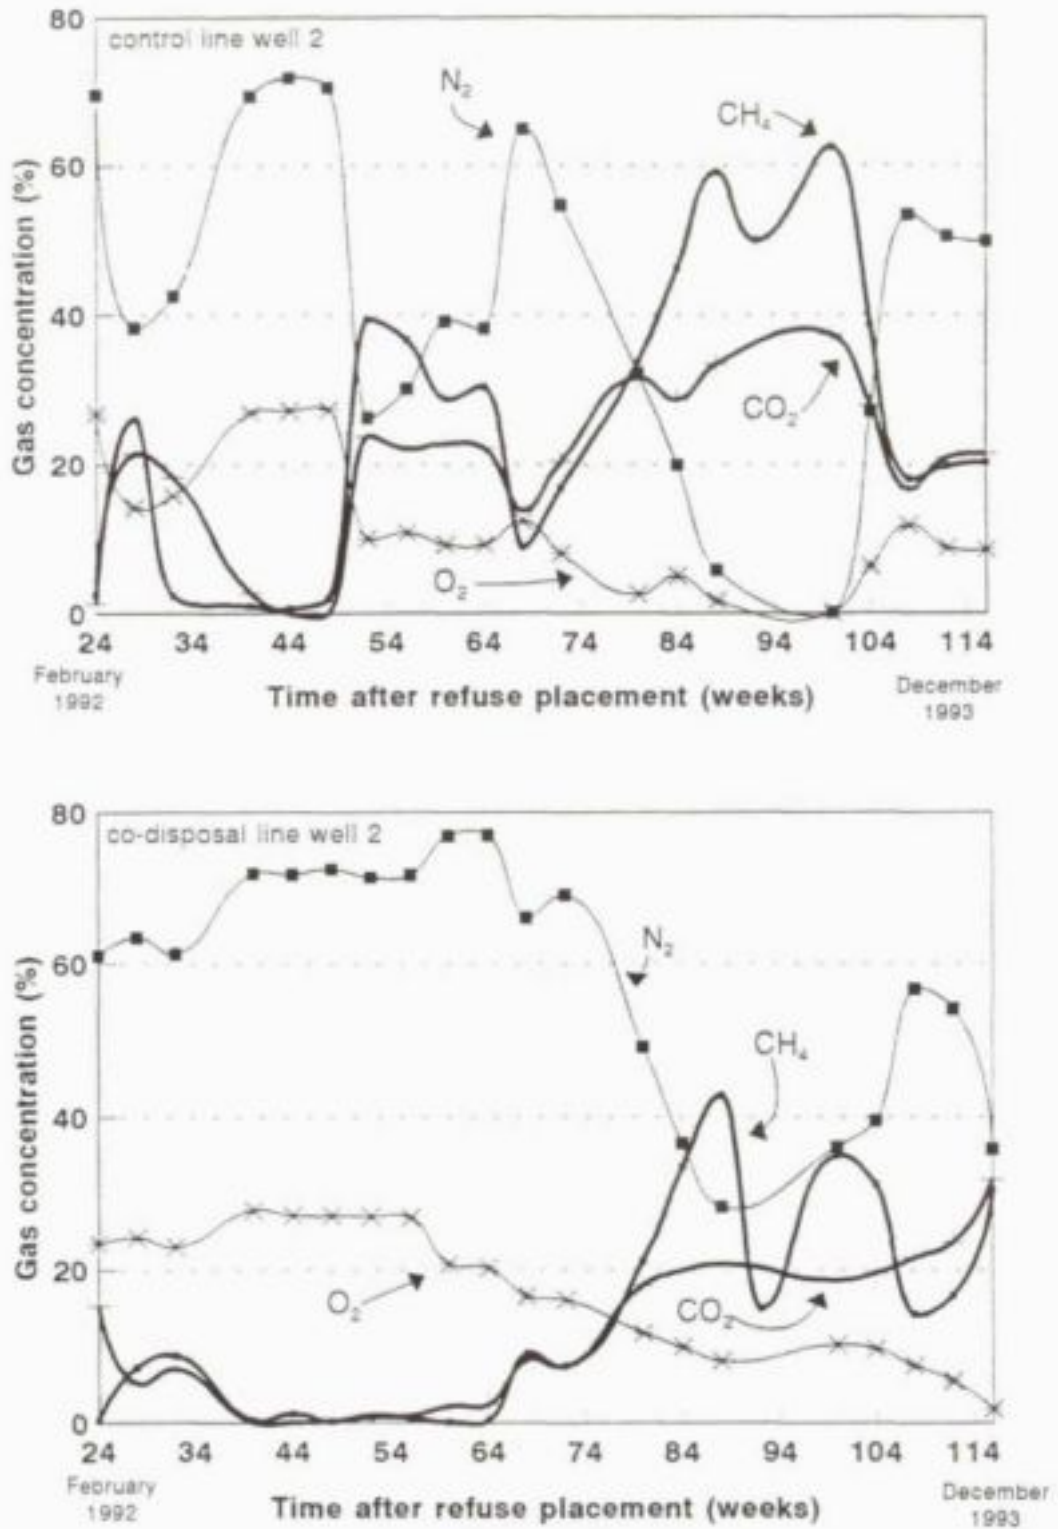 80
control line well 2
N₂
CH₄
60
Gas concentration (%)
40
CO₂
20
O₂
0
24 34 44 54 64 74 84 94 104 114
February
1992
Time after refuse placement (weeks)
December
1993
80
co-disposal line well 2
N₂
60
CH₄
Gas concentration (%)
40
20
O₂
CO₂
0
24 34 44 54 64 74 84 94 104 114
February
1992
Time after refuse placement (weeks)
December
1993